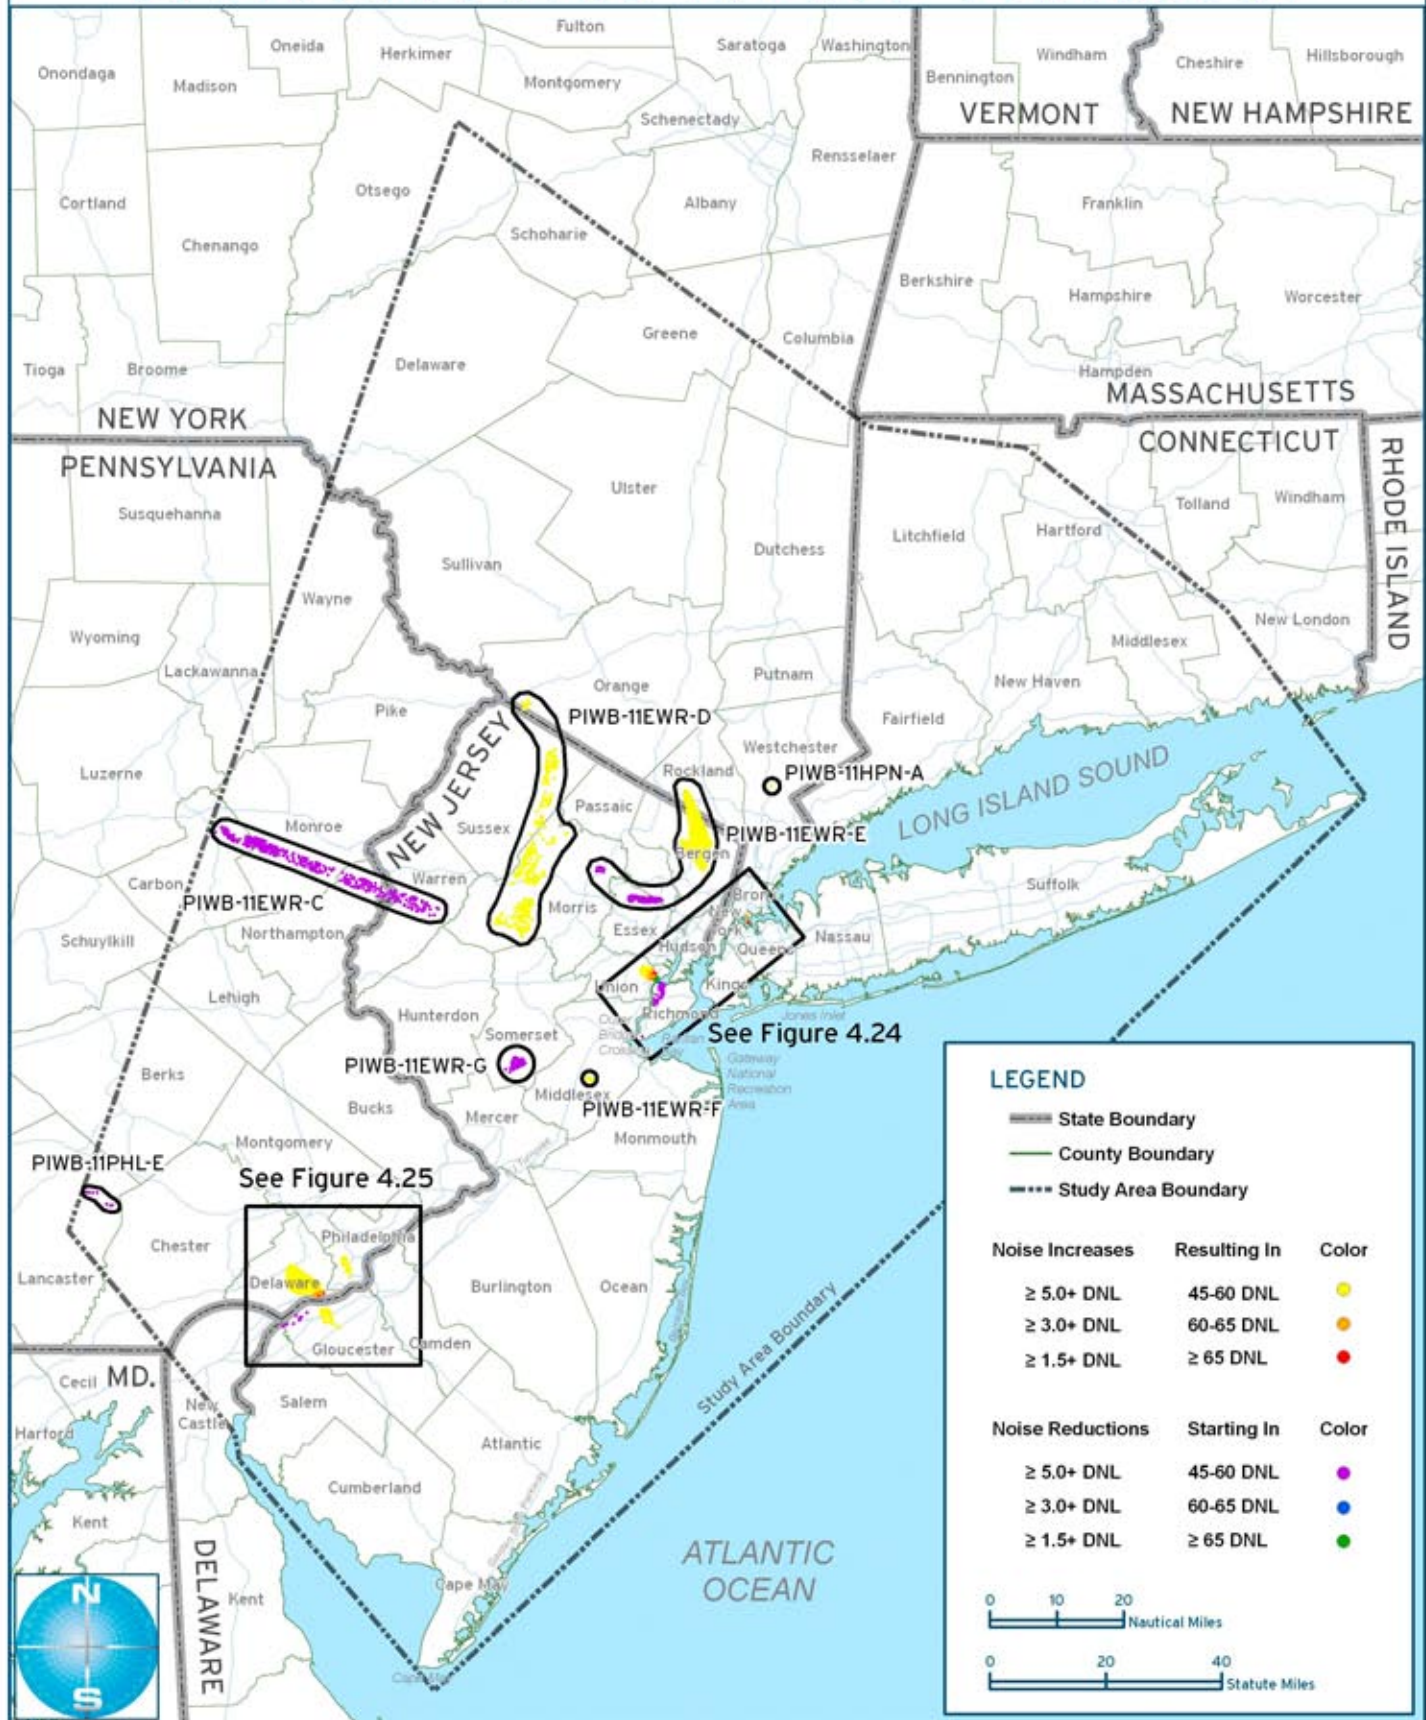 Onondaga
Oneida
Madison
Herkimer
Fulton
Montgomery
Saratoga
Washington
Bennington
Windham
Cheshire
Hillsborough
VERMONT
NEW HAMPSHIRE
Schenectady
Rensselaer
Cortland
Chenango
Otsego
Schoharie
Albany
Franklin
Berkshire
Hampshire
Worcester
Tioga
Broome
Delaware
Greene
Columbia
Hampden
MASSACHUSETTS
NEW YORK
PENNSYLVANIA
CONNECTICUT
RHODE ISLAND
Susquehanna
Ulster
Litchfield
Hartford
Tolland
Windham
Sullivan
Dutchess
Wayne
Wyoming
Lackawanna
New London
Middlesex
Putnam
New Haven
Orange
Pike
Fairfield
PIWB-11EWR-D
NEW JERSEY
Westchester
Luzerne
Rockland
PIWB-11HPN-A
LONG ISLAND SOUND
Passaic
Monroe
Sussex
PIWB-11EWR-E
Bergen
Carbon
Warren
Suffolk
PIWB-11EWR-C
Morris
Bronx
New
York
Northampton
Essex
Schuylkill
Hudson
Queens
Nassau
Lehigh
Union
Kings
Hunterdon
Richmond
Jones Inlet
Somerset
See Figure 4.24
PIWB-11EWR-G
Gateway
National
Recreation
Area
Berks
Middlesex
PIWB-11EWR-F
Bucks
Mercer
Monmouth
Montgomery
PIWB-11PHL-E
See Figure 4.25
Philadelphia
Chester
Lancaster
Delaware
Burlington
Ocean
Gloucester
Camden
Study Area Boundary
Cecil
MD.
New
Castle
Salem
Harford
Atlantic
Cumberland
Kent
DELAWARE
Kent
Cape May
Cape May
ATLANTIC
OCEAN
N
S
LEGEND
State Boundary
County Boundary
Study Area Boundary
Noise Increases Resulting In Color
≥ 5.0+ DNL 45-60 DNL
≥ 3.0+ DNL 60-65 DNL
≥ 1.5+ DNL ≥ 65 DNL
Noise Reductions Starting In Color
≥ 5.0+ DNL 45-60 DNL
≥ 3.0+ DNL 60-65 DNL
≥ 1.5+ DNL ≥ 65 DNL
0 10 20
Nautical Miles
0 20 40
Statute Miles